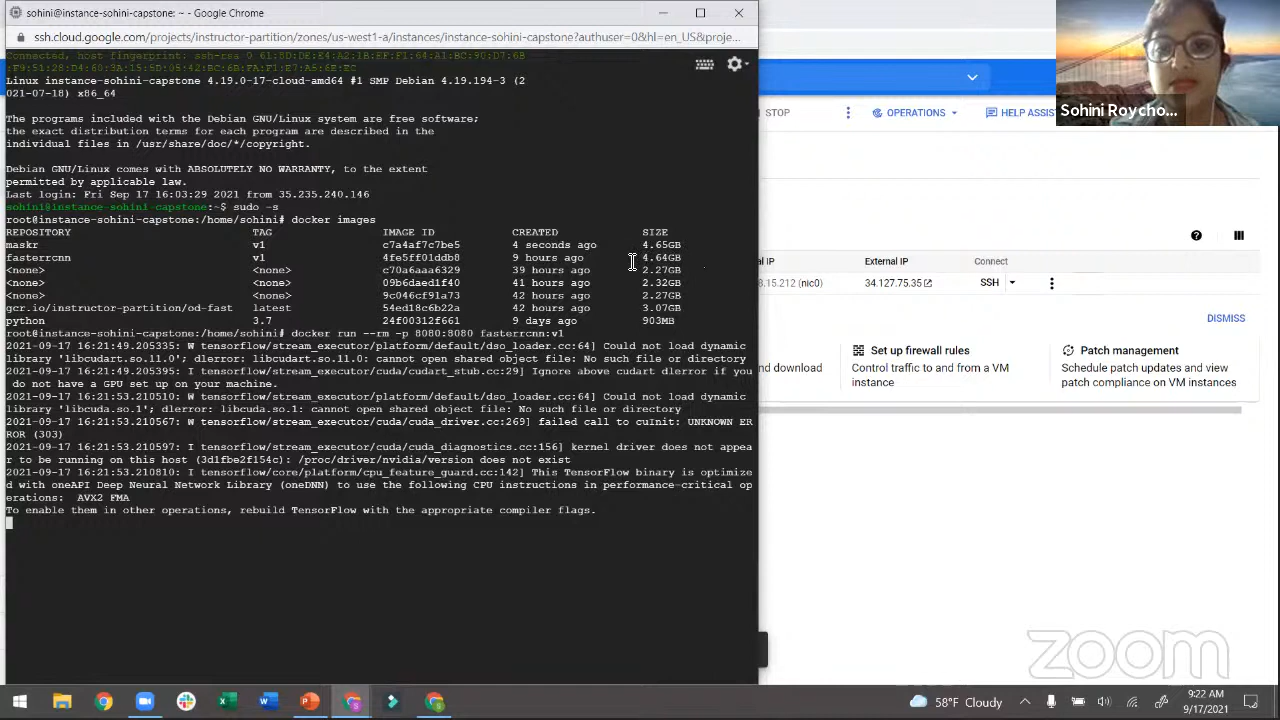 sohini@instance-sohini-capstone: ~ - Google Chrome
ssh.cloud.google.com/projects/instructor-partition/zones/us-west1-a/instances/instance-sohini-capstone?authuser=0&hl=en_US&proje...
Connected, host fingerprint: ssh-rsa 0
Linux instance-sohini-capstone 4.19.0-17-cloud-amd64 #1 SMP Debian 4.19.194-3 (2
021-07-18) x86_64
The programs included with the Debian GNU/Linux system are free software;
the exact distribution terms for each program are described in the
individual files in /usr/share/doc/*/copyright.
Debian GNU/Linux comes with ABSOLUTELY NO WARRANTY, to the extent
permitted by applicable law.
Last login: Fri Sep 17 16:03:29 2021 from 35.235.240.146
sohini@instance-sohini-capstone:~$ sudo -s
root@instance-sohini-capstone:/home/sohini# docker images
REPOSITORY TAG IMAGE ID CREATED SIZE
maskr v1 c7a4af7c7be5 4 seconds ago 4.65GB
fasterrcnn v1 4fe5ff01ddb8 9 hours ago 4.64GB
<none> <none> c70a6aaa6329 39 hours ago 2.27GB
<none> <none> 09b6daed1f40 41 hours ago 2.32GB
<none> <none> 9c046cf91a73 42 hours ago 2.27GB
gcr.io/instructor-partition/od-fast latest 54ed18c6b22a 42 hours ago 3.07GB
python 3.7 24f00312f661 9 days ago 903MB
root@instance-sohini-capstone:/home/sohini# docker run --rm -p 8080:8080 fasterrcnn:v1
2021-09-17 16:21:49.205335: W tensorflow/stream_executor/platform/default/dso_loader.cc:64] Could not load dynamic
library 'libcudart.so.11.0'; dlerror: libcudart.so.11.0: cannot open shared object file: No such file or directory
2021-09-17 16:21:49.205395: I tensorflow/stream_executor/cuda/cudart_stub.cc:29] Ignore above cudart dlerror if you
do not have a GPU set up on your machine.
2021-09-17 16:21:53.210510: W tensorflow/stream_executor/platform/default/dso_loader.cc:64] Could not load dynamic
library 'libcuda.so.1'; dlerror: libcuda.so.1: cannot open shared object file: No such file or directory
2021-09-17 16:21:53.210567: W tensorflow/stream_executor/cuda/cuda_driver.cc:269] failed call to cuInit: UNKNOWN ER
ROR (303)
2021-09-17 16:21:53.210597: I tensorflow/stream_executor/cuda/cuda_diagnostics.cc:156] kernel driver does not appea
r to be running on this host (3d1fbe2f154c): /proc/driver/nvidia/version does not exist
2021-09-17 16:21:53.210810: I tensorflow/core/platform/cpu_feature_guard.cc:142] This TensorFlow binary is optimize
d with oneAPI Deep Neural Network Library (oneDNN) to use the following CPU instructions in performance-critical op
erations: AVX2 FMA
To enable them in other operations, rebuild TensorFlow with the appropriate compiler flags.
STOP
OPERATIONS
HELP ASSIS
Sohini Roycho...
al IP External IP Connect
8.15.212 (nic0) 34.127.75.35 SSH
DISMISS
Set up firewall rules
Control traffic to and from a VM
instance
nd download
Patch management
Schedule patch updates and view
patch compliance on VM instances
zoom
58°F Cloudy
9:22 AM
9/17/2021